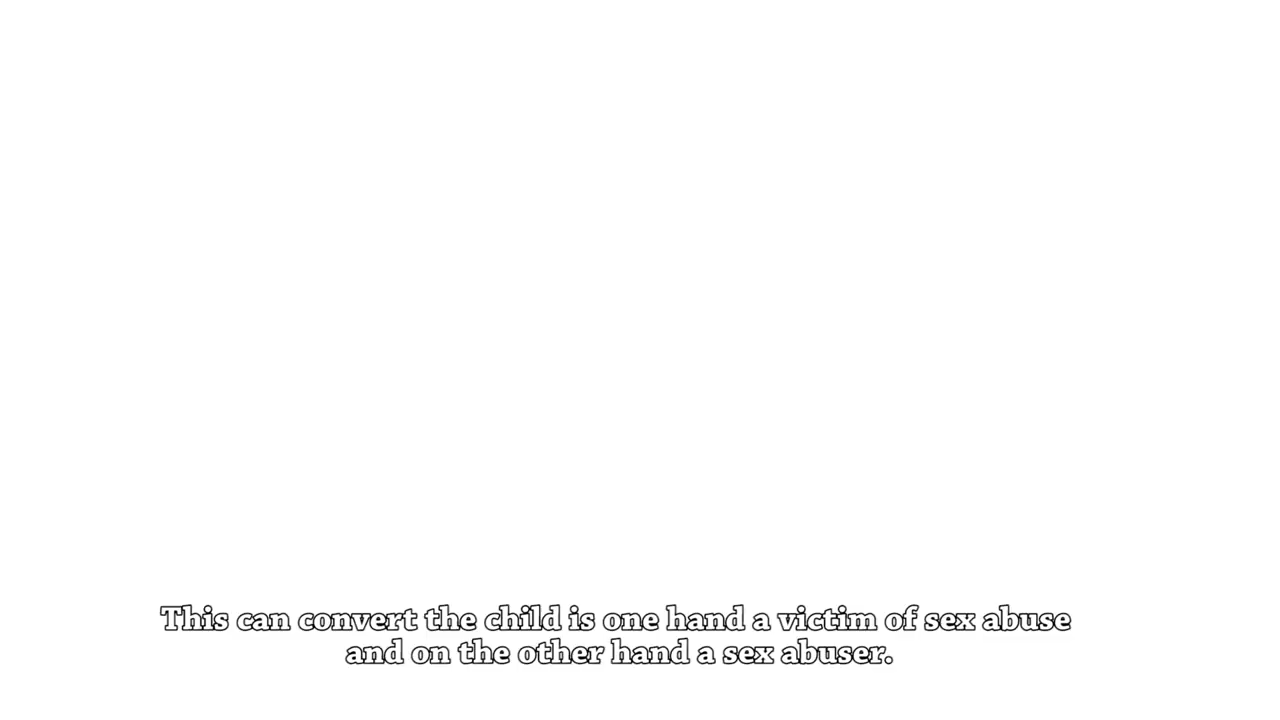 This can convert the child is one hand a victim of sex abuse
and on the other hand a sex abuser.